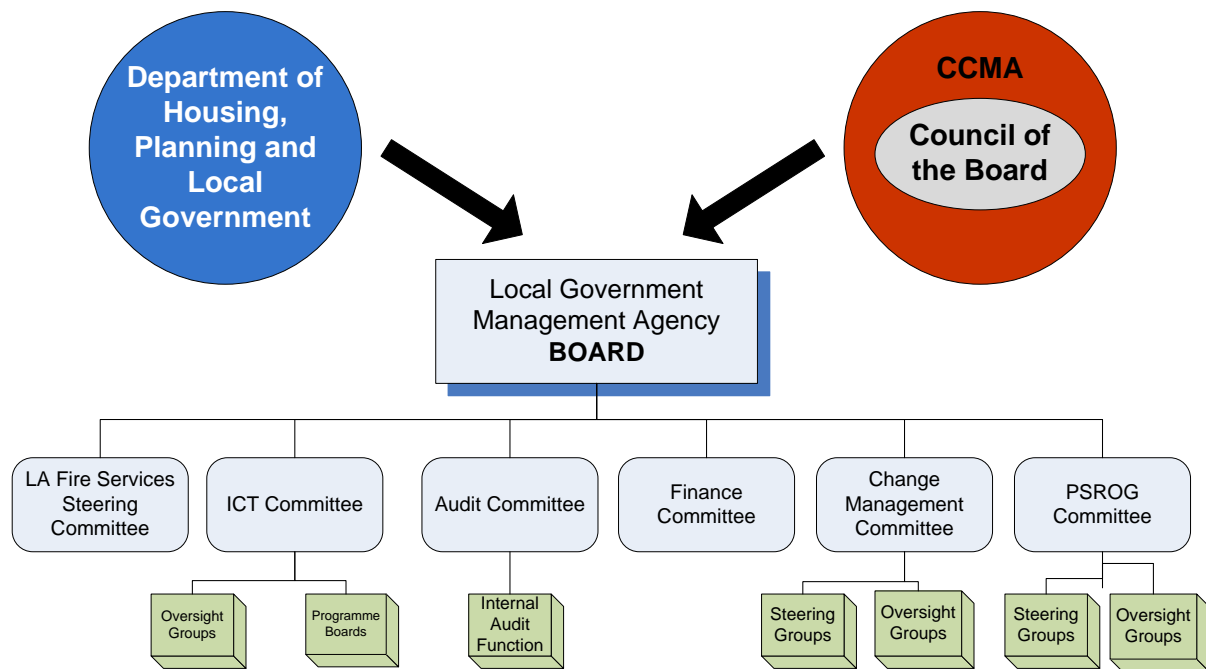 Department of
Housing,
Planning and
Local
Government
CCMA
Council of
the Board
Local Government
Management Agency
BOARD
LA Fire Services
Steering
Committee
ICT Committee
Audit Committee
Finance
Committee
Change
Management
Committee
PSROG
Committee
Oversight
Groups
Programme
Boards
Internal
Audit
Function
Steering
Groups
Oversight
Groups
Steering
Groups
Oversight
Groups